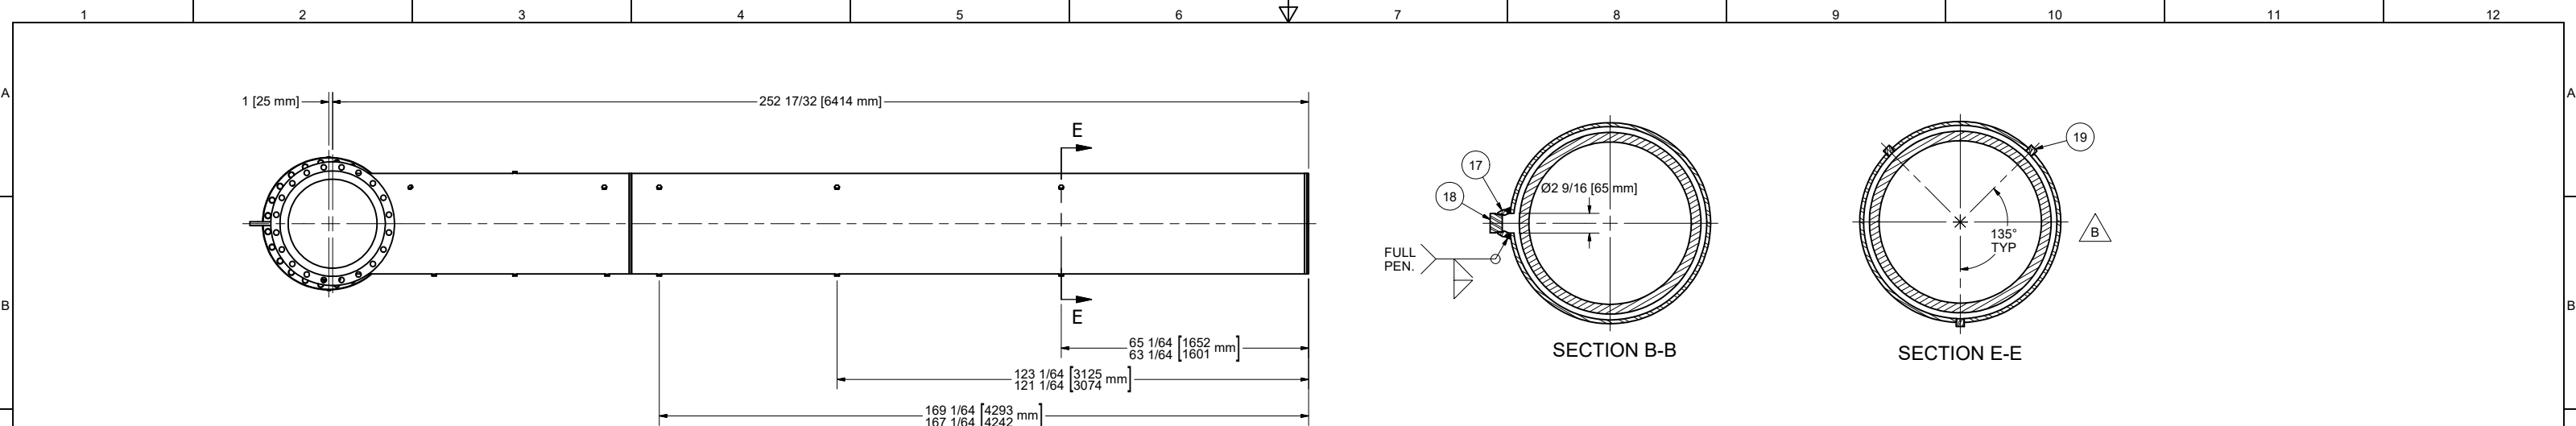 1 2 3 4 5 6 7 8 9 10 11 12
A A
1 [25 mm] 252 17/32 [6414 mm]
E
19
17
18
Ø2 9/16 [65 mm]
135°
TYP
B
FULL
PEN.
B B
E
65 1/64 [1652 mm]
63 1/64 [1601
SECTION B-B SECTION E-E
123 1/64 [3125 mm]
121 1/64 [3074
169 1/64 [4293 mm]
167 1/64 [4242